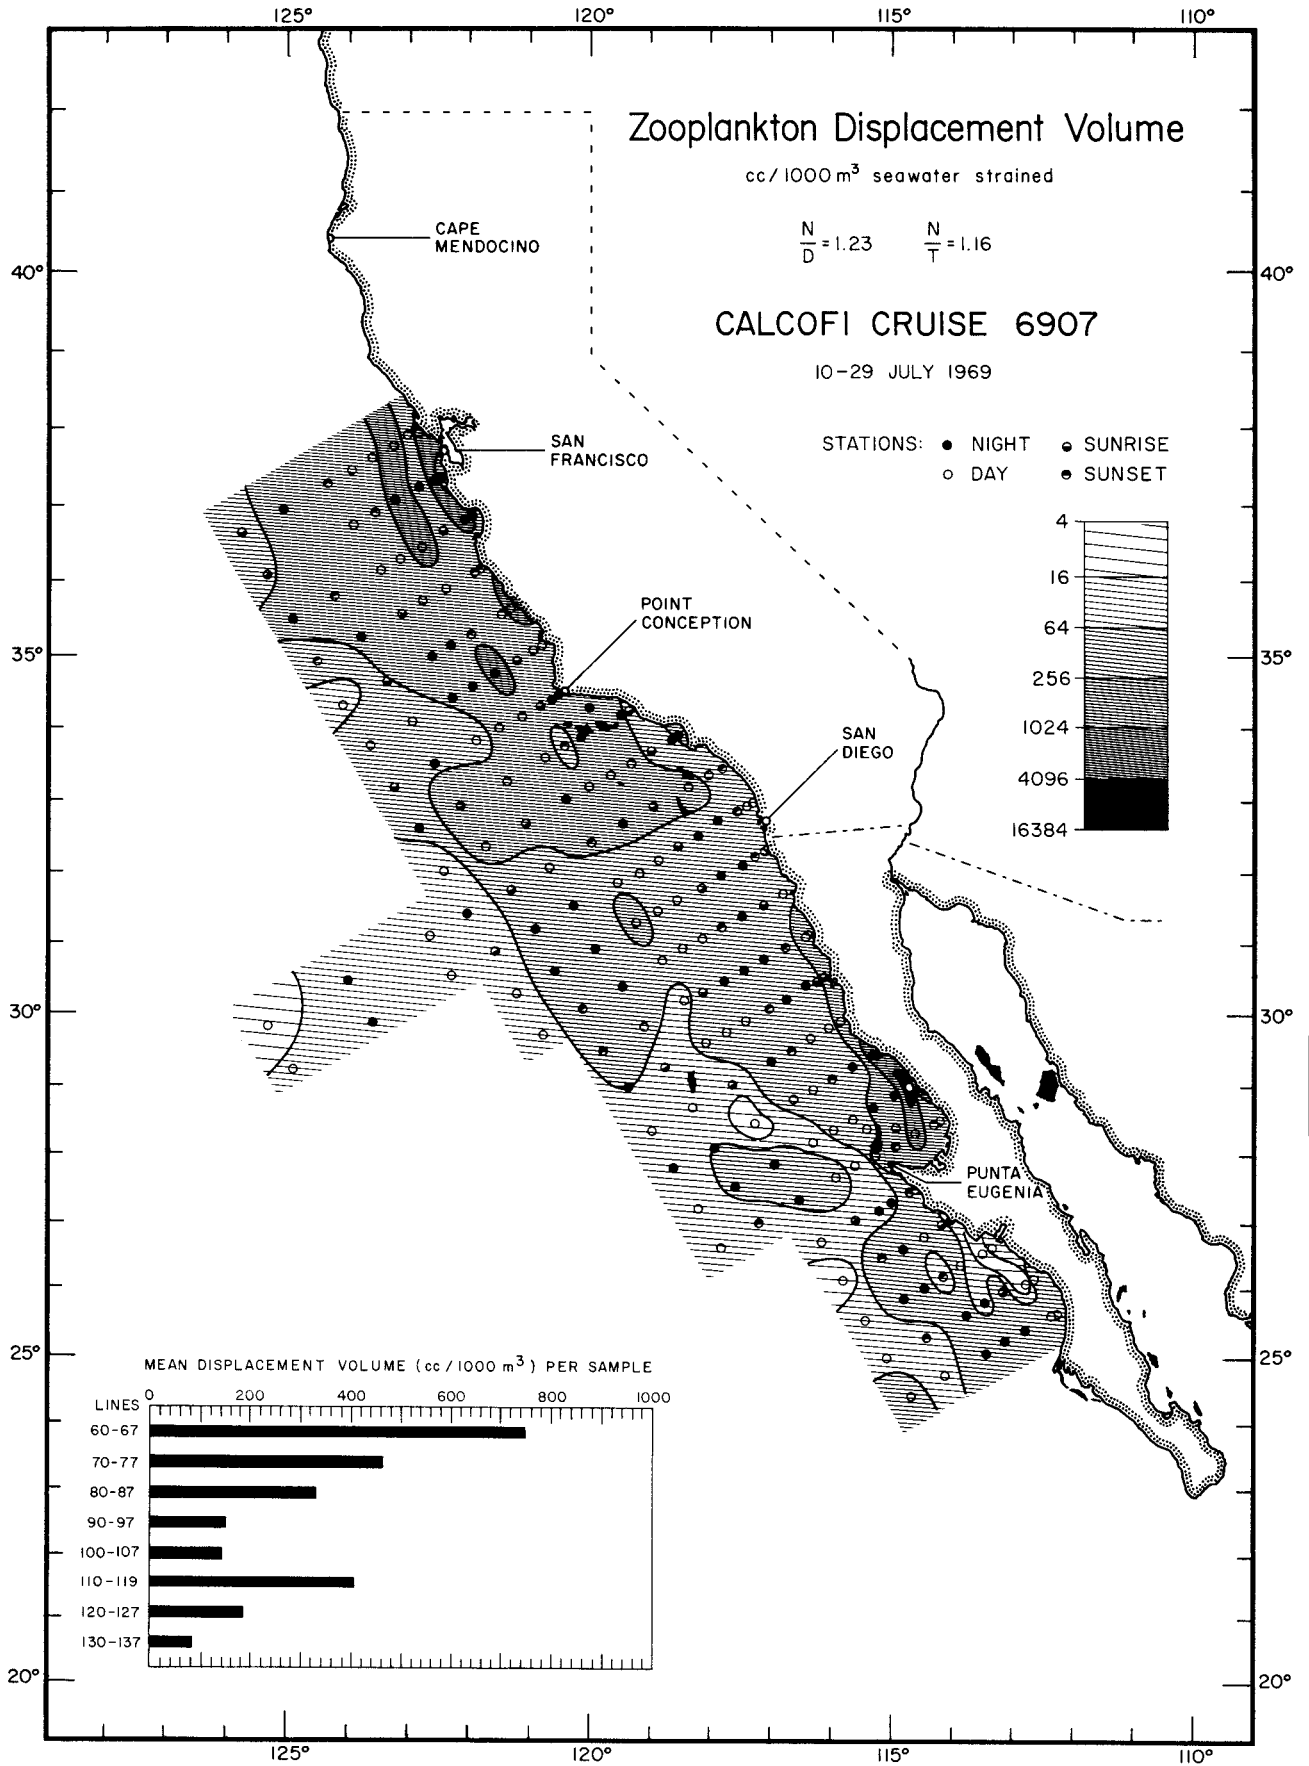 125° 120° 115° 110°
Zooplankton Displacement Volume
cc/1000 m³ seawater strained
N/D = 1.23 N/T = 1.16
CALCOFI CRUISE 6907
10-29 JULY 1969
CAPE
MENDOCINO
40° 40°
STATIONS: ● NIGHT SUNRISE
○ DAY SUNSET
SAN
FRANCISCO
4
16
64
256
1024
4096
16384
POINT
CONCEPTION
35° 35°
SAN
DIEGO
30° 30°
PUNTA
EUGENIA
25° 25°
MEAN DISPLACEMENT VOLUME (cc/1000 m³) PER SAMPLE
LINES 0 200 400 600 800 1000
60-67
70-77
80-87
90-97
100-107
110-119
120-127
130-137
20° 20°
125° 120° 115° 110°